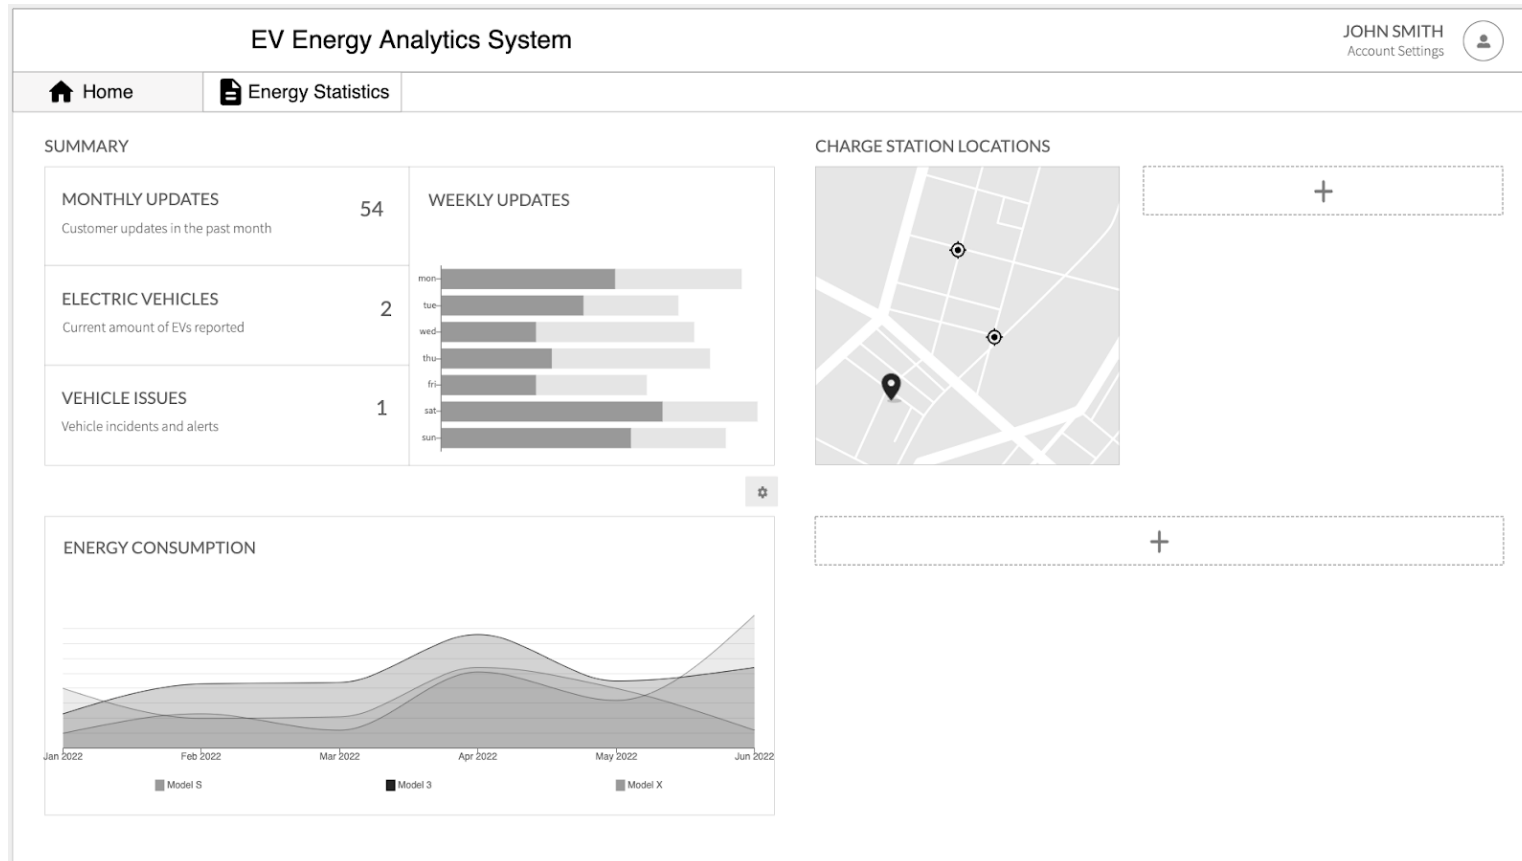 EV Energy Analytics System
JOHN SMITH
Account Settings
Home
Energy Statistics
SUMMARY
MONTHLY UPDATES
54
Customer updates in the past month
ELECTRIC VEHICLES
2
Current amount of EVs reported
VEHICLE ISSUES
1
Vehicle incidents and alerts
WEEKLY UPDATES
mon
tue
wed
thu
fri
sat
sun
CHARGE STATION LOCATIONS
+
ENERGY CONSUMPTION
Jan 2022 Feb 2022 Mar 2022 Apr 2022 May 2022 Jun 2022
Model S Model 3 Model X
+